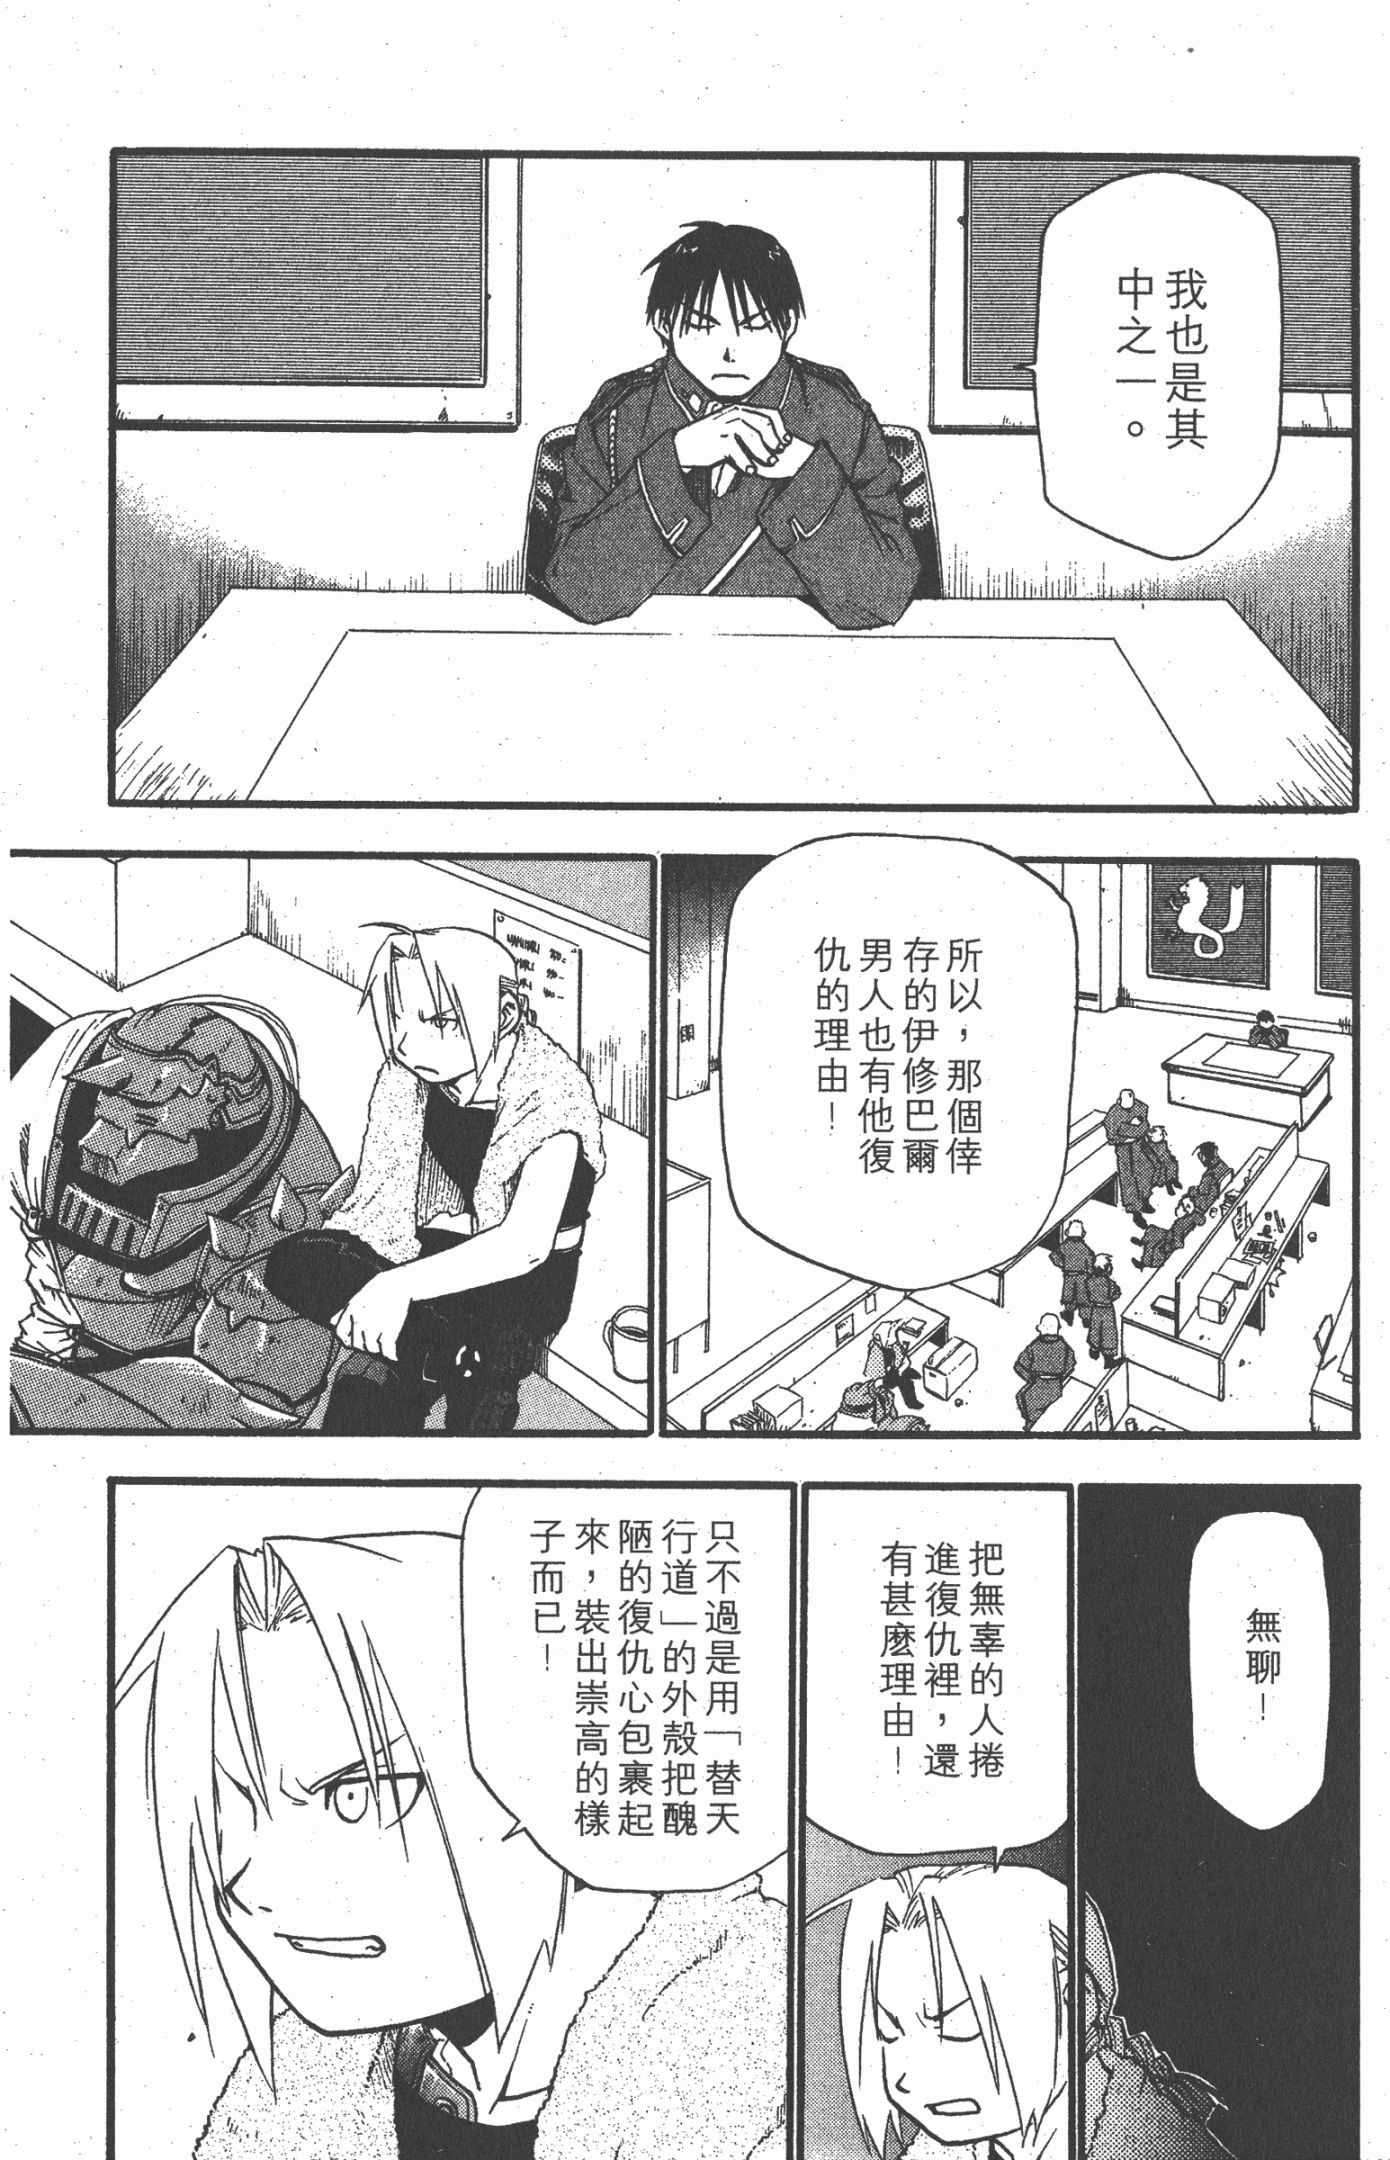 我也是其
中之一。
所以，那個倖
存的伊修巴爾
男人也有他復
仇的理由！
無聊！
把無辜的人捲
進復仇裡，還
有甚麼理由！
只不過是用「替天
行道」的外殼把醜
陋的復仇心包裹起
來，裝出崇高的樣
子而已！